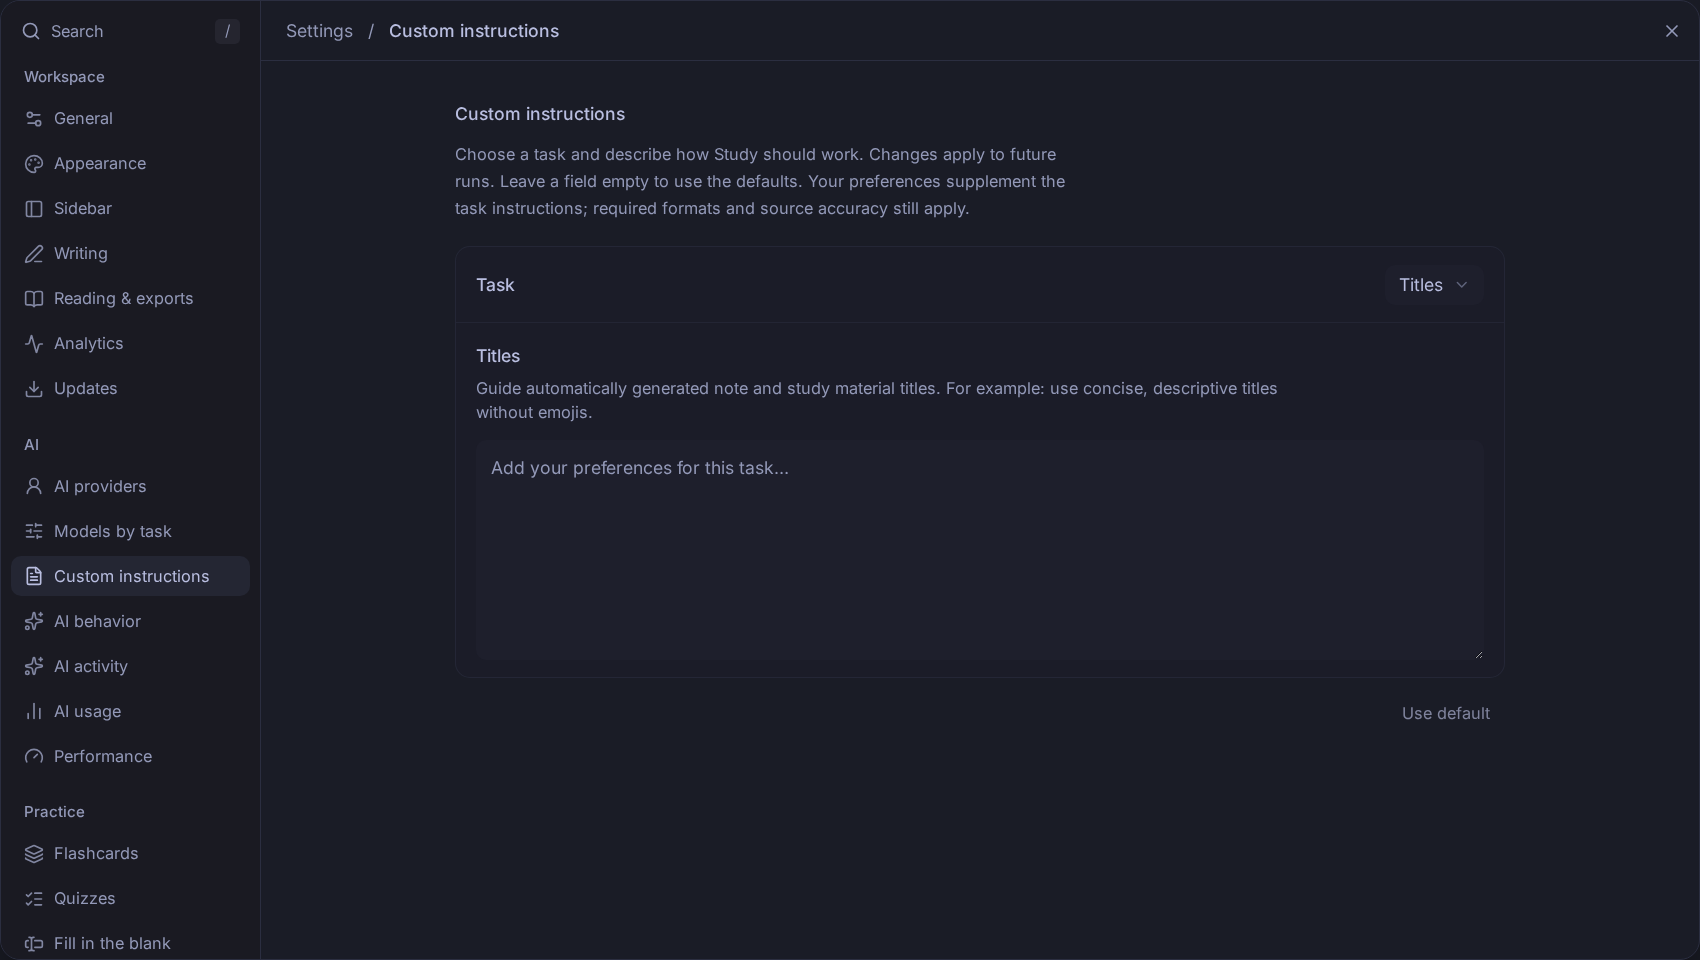 Search /
Workspace
General
Appearance
Sidebar
Writing
Reading & exports
Analytics
Updates
AI
AI providers
Models by task
Custom instructions
AI behavior
AI activity
AI usage
Performance
Practice
Flashcards
Quizzes
Fill in the blank
Settings / Custom instructions
Custom instructions
Choose a task and describe how Study should work. Changes apply to future
runs. Leave a field empty to use the defaults. Your preferences supplement the
task instructions; required formats and source accuracy still apply.
Task
Titles
Titles
Guide automatically generated note and study material titles. For example: use concise, descriptive titles
without emojis.
Add your preferences for this task...
Use default